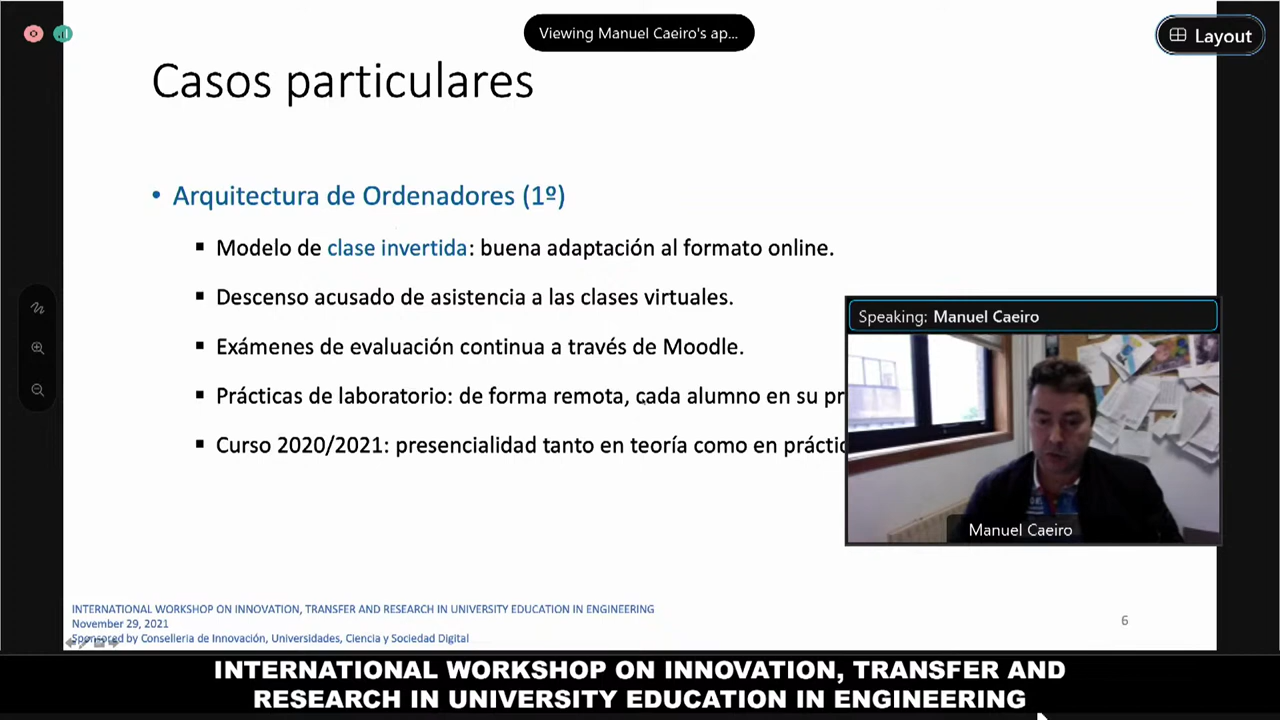 Viewing Manuel Caeiro's ap...
Layout
Casos particulares
• Arquitectura de Ordenadores (1º)
▪ Modelo de clase invertida: buena adaptación al formato online.
▪ Descenso acusado de asistencia a las clases virtuales.
▪ Exámenes de evaluación continua a través de Moodle.
▪ Prácticas de laboratorio: de forma remota, cada alumno en su pr
▪ Curso 2020/2021: presencialidad tanto en teoría como en práctic
Speaking: Manuel Caeiro
Manuel Caeiro
INTERNATIONAL WORKSHOP ON INNOVATION, TRANSFER AND RESEARCH IN UNIVERSITY EDUCATION IN ENGINEERING
November 29, 2021
Sponsored by Conselleria de Innovación, Universidades, Ciencia y Sociedad Digital
6
INTERNATIONAL WORKSHOP ON INNOVATION, TRANSFER AND
RESEARCH IN UNIVERSITY EDUCATION IN ENGINEERING